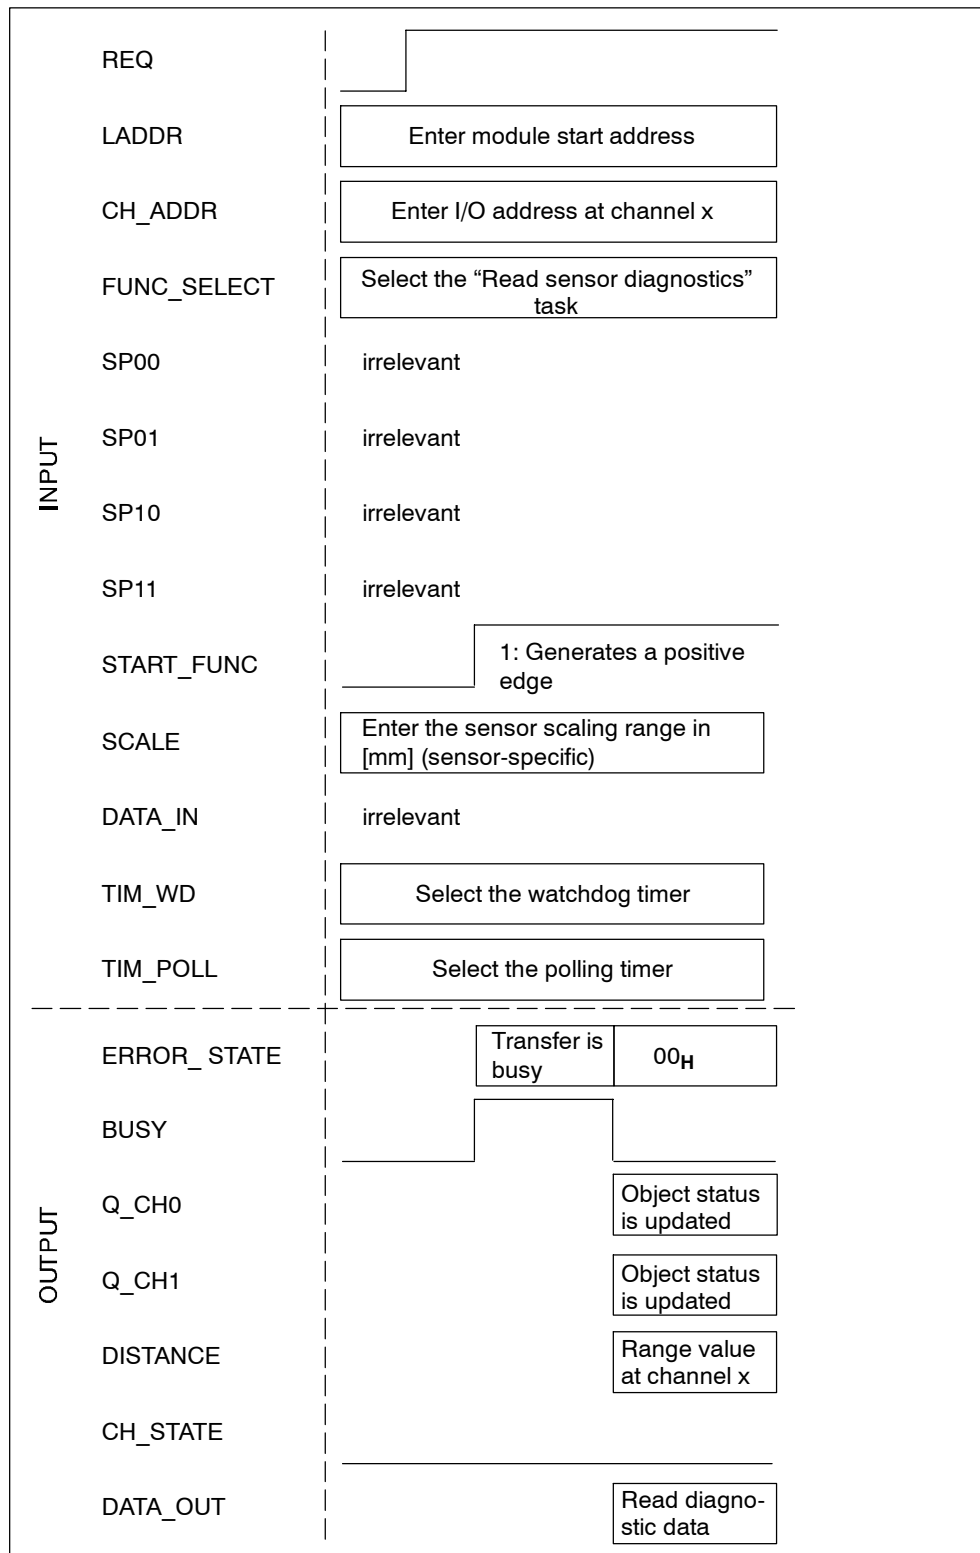 REQ
LADDR
Enter module start address
CH_ADDR
Enter I/O address at channel x
FUNC_SELECT
Select the “Read sensor diagnostics”
task
SP00
irrelevant
SP01
irrelevant
INPUT
SP10
irrelevant
SP11
irrelevant
START_FUNC
1: Generates a positive
edge
SCALE
Enter the sensor scaling range in
[mm] (sensor-specific)
DATA_IN
irrelevant
TIM_WD
Select the watchdog timer
TIM_POLL
Select the polling timer
ERROR_ STATE
Transfer is
busy
00H
BUSY
Q_CH0
Object status
is updated
OUTPUT
Q_CH1
Object status
is updated
DISTANCE
Range value
at channel x
CH_STATE
DATA_OUT
Read diagno-
stic data